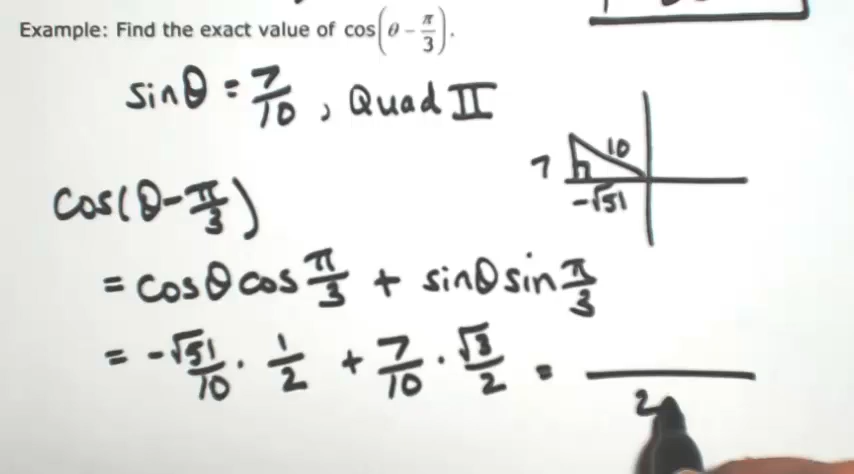 Example: Find the exact value of cos(θ - π/3).
sinθ = 7/10, Quad II
7 10
-√51
cos(θ-π/3)
= cosθ cos π/3 + sinθ sin π/3
= -√51/10 · 1/2 + 7/10 · √3/2 =
2